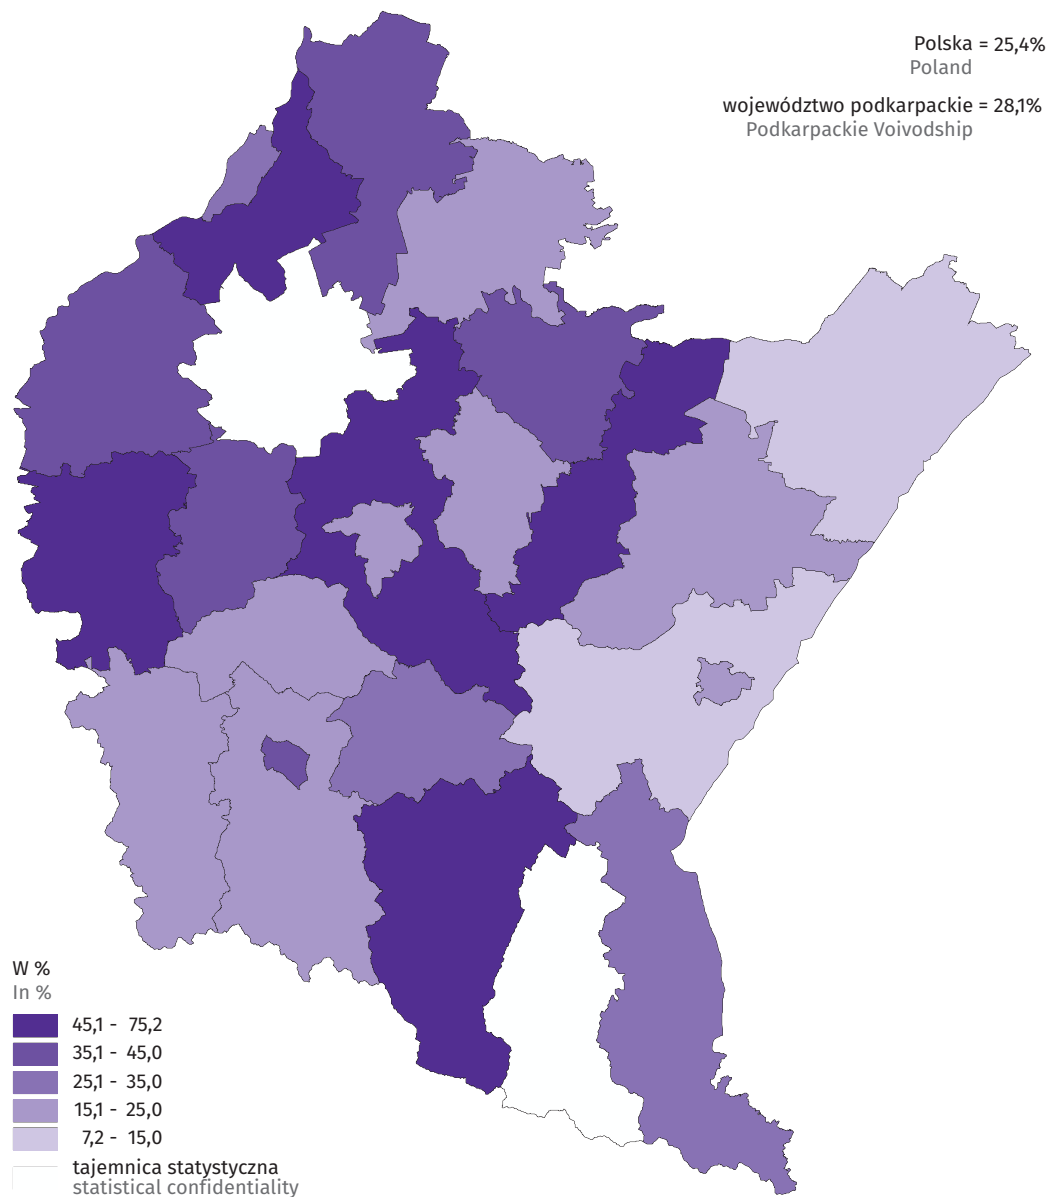 Polska = 25,4%
Poland
województwo podkarpackie = 28,1%
Podkarpackie Voivodship
W %
In %
45,1 - 75,2
35,1 - 45,0
25,1 - 35,0
15,1 - 25,0
7,2 - 15,0
tajemnica statystyczna
statistical confidentiality